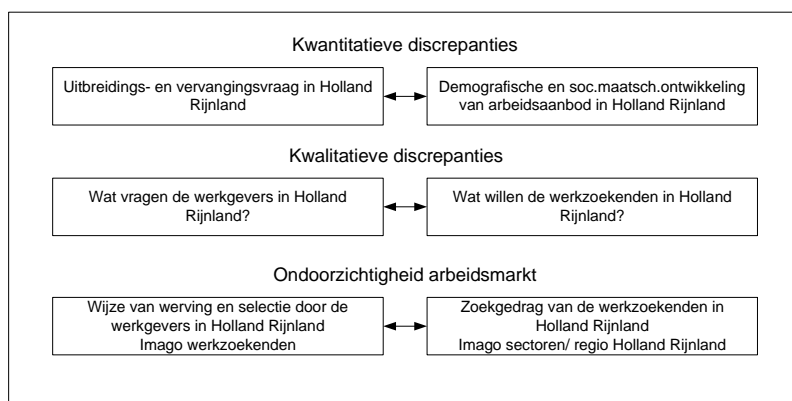 Kwantitatieve discrepanties
Uitbreidings- en vervangingsvraag in Holland
Rijnland
Demografische en soc.maatsch.ontwikkeling
van arbeidsaanbod in Holland Rijnland
Kwalitatieve discrepanties
Wat vragen de werkgevers in Holland
Rijnland?
Wat willen de werkzoekenden in Holland
Rijnland?
Ondoorzichtigheid arbeidsmarkt
Wijze van werving en selectie door de
werkgevers in Holland Rijnland
Imago werkzoekenden
Zoekgedrag van de werkzoekenden in
Holland Rijnland
Imago sectoren/ regio Holland Rijnland